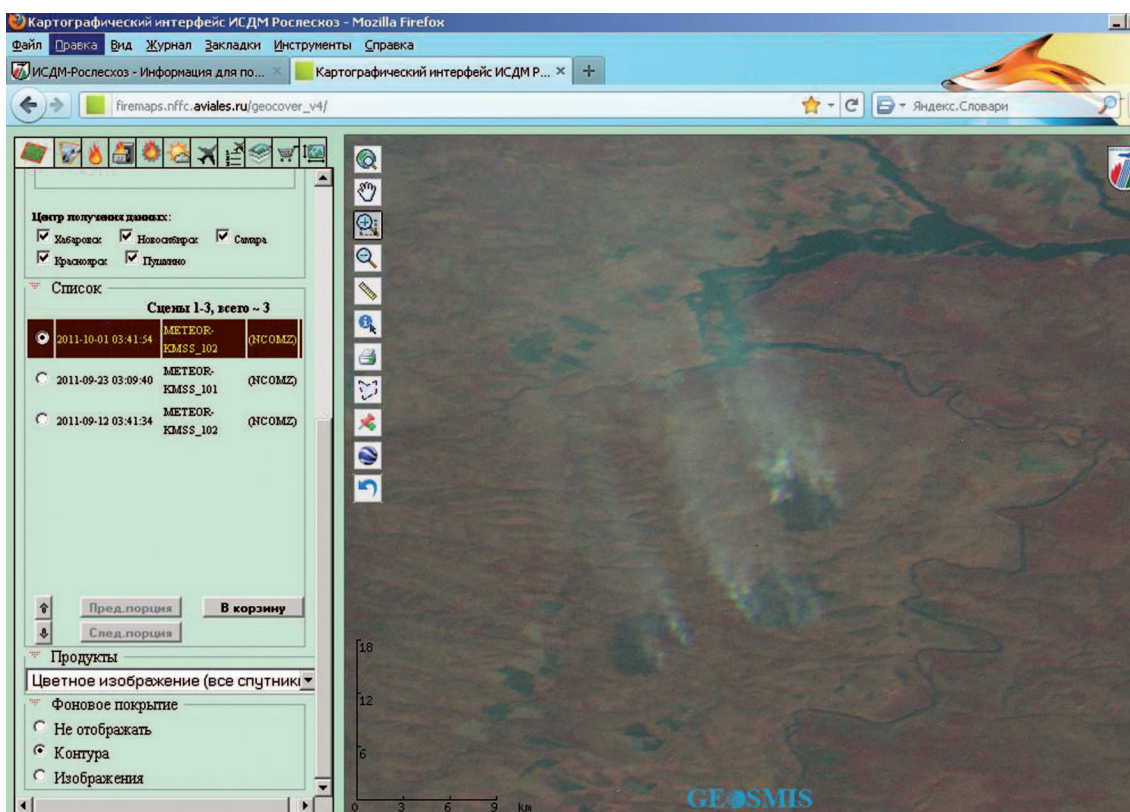 Картографический интерфейс ИСДМ Рослесхоз - Mozilla Firefox
Файл Правка Вид Журнал Закладки Инструменты Справка
ИСДМ-Рослесхоз - Информация для по... × Картографический интерфейс ИСДМ Р... × +
firemaps.nffc.aviales.ru/geocover_v4/ Яндекс.Словари
Центр получения данных:
Хабаровск Новосибирск Самара
Красноярск Пущино
Список
Сцены 1-3, всего ~ 3
2011-10-01 03:41:54 METEOR-KMSS_102 (NCOMZ)
2011-09-23 03:09:40 METEOR-KMSS_101 (NCOMZ)
2011-09-12 03:41:34 METEOR-KMSS_102 (NCOMZ)
Пред.порция В корзину
След.порция
Продукты
Цветное изображение (все спутники
Фоновое покрытие
Не отображать
Контура
Изображения
18
12
6
0 3 6 9 km
GEOSMIS